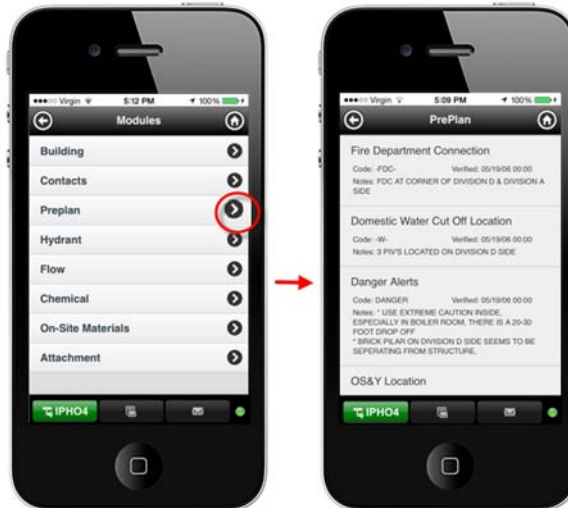 ●●●○○ Virgin 5:12 PM 100%
Modules
Building
Contacts
Preplan
Hydrant
Flow
Chemical
On-Site Materials
Attachment
IPHO4
●●●○○ Virgin 5:09 PM 100%
PrePlan
Fire Department Connection
Code: -FDC- Verified: 05/19/06 00:00
Notes: FDC AT CORNER OF DIVISION D & DIVISION A
SIDE
Domestic Water Cut Off Location
Code: -W- Verified: 05/19/06 00:00
Notes: 3 PIV'S LOCATED ON DIVISION D SIDE
Danger Alerts
Code: DANGER Verified: 05/19/06 00:00
Notes: * USE EXTREME CAUTION INSIDE,
ESPECIALLY IN BOILER ROOM, THERE IS A 20-30
FOOT DROP OFF
* BRICK PILAR ON DIVISION D SIDE SEEMS TO BE
SEPERATING FROM STRUCTURE.
OS&Y Location
IPHO4